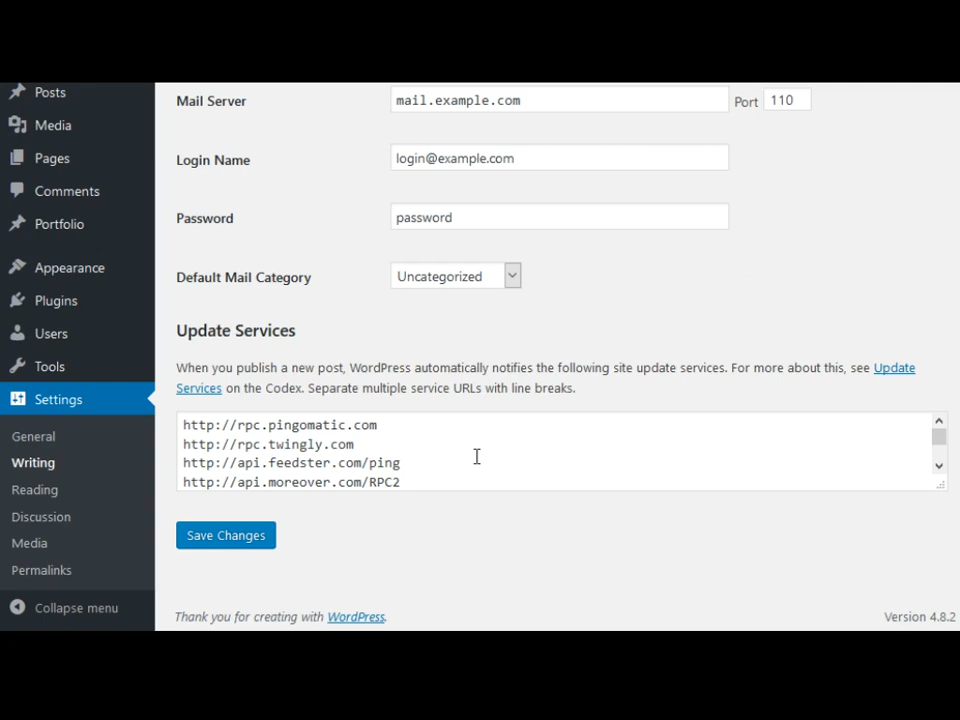 Posts
Media
Pages
Comments
Portfolio
Appearance
Plugins
Users
Tools
Settings
General
Writing
Reading
Discussion
Media
Permalinks
Collapse menu
Mail Server mail.example.com Port 110
Login Name login@example.com
Password password
Default Mail Category Uncategorized
Update Services
When you publish a new post, WordPress automatically notifies the following site update services. For more about this, see Update
Services on the Codex. Separate multiple service URLs with line breaks.
http://rpc.pingomatic.com
http://rpc.twingly.com
http://api.feedster.com/ping
http://api.moreover.com/RPC2
Save Changes
Thank you for creating with WordPress. Version 4.8.2